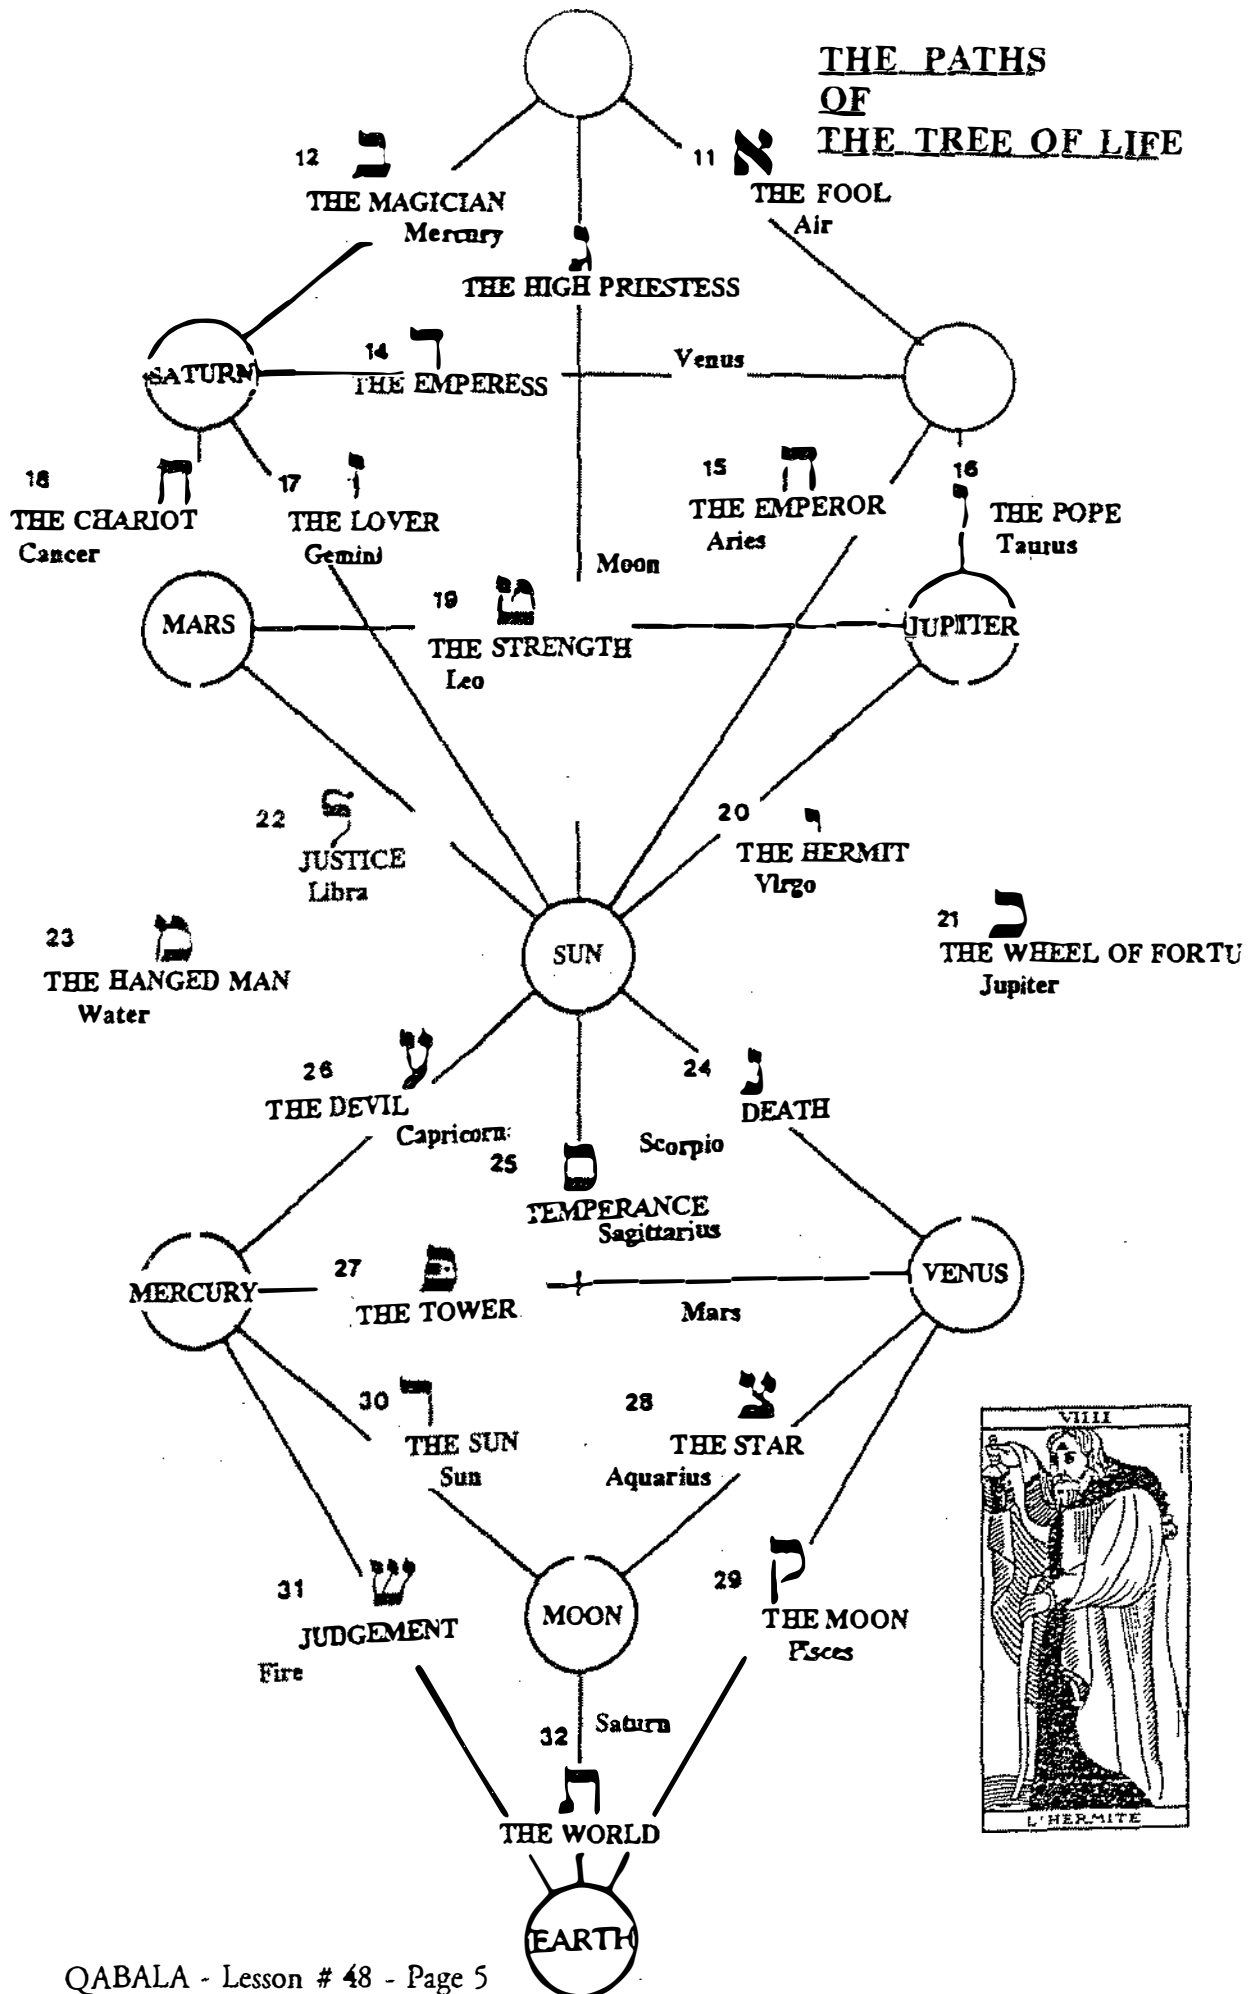 THE PATHS
OF
THE TREE OF LIFE
12 ב
THE MAGICIAN
Mercury
11 א
THE FOOL
Air
ג
THE HIGH PRIESTESS
SATURN
14 ד
THE EMPERESS
Venus
18 ח
THE CHARIOT
Cancer
17 ו
THE LOVER
Gemini
15
THE EMPEROR
Aries
16
THE POPE
Taurus
Moon
MARS
19
THE STRENGTH
Leo
JUPITER
22
JUSTICE
Libra
20 י
THE HERMIT
Virgo
23
THE HANGED MAN
Water
SUN
21 כ
THE WHEEL OF FORTU
Jupiter
26
THE DEVIL
Capricorn
24 נ
DEATH
Scorpio
25 ס
TEMPERANCE
Sagittarius
MERCURY
27 פ
THE TOWER
Mars
VENUS
30
THE SUN
Sun
28 צ
THE STAR
Aquarius
VIIII
31 ש
JUDGEMENT
Fire
MOON
29 ק
THE MOON
Pisces
32
Saturn
ת
THE WORLD
L'HERMITE
EARTH
QABALA - Lesson # 48 - Page 5